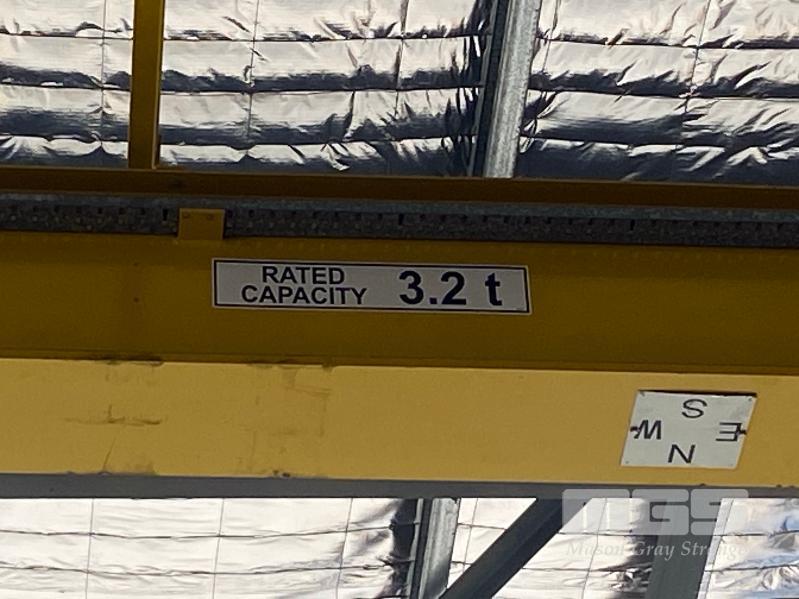 RATED
CAPACITY 3.2 t
S
W E
N
MGS
Mason Gray Strange